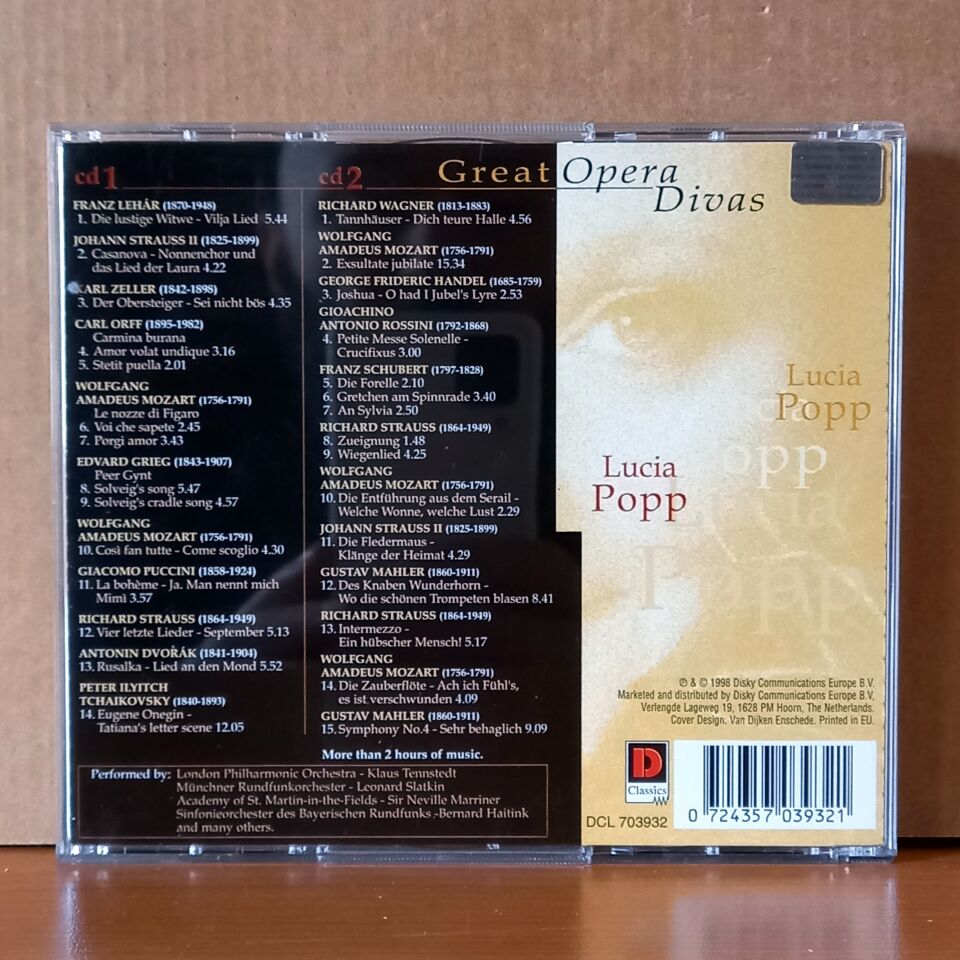 cd 1
FRANZ LEHÁR (1870-1948)
1. Die lustige Witwe - Vilja Lied 5.44
JOHANN STRAUSS II (1825-1899)
2. Casanova - Nonnenchor und
das Lied der Laura 4.22
KARL ZELLER (1842-1898)
3. Der Obersteiger - Sei nicht bös 4.35
CARL ORFF (1895-1982)
Carmina burana
4. Amor volat undique 3.16
5. Stetit puella 2.01
WOLFGANG
AMADEUS MOZART (1756-1791)
Le nozze di Figaro
6. Voi che sapete 2.45
7. Porgi amor 3.43
EDVARD GRIEG (1843-1907)
Peer Gynt
8. Solveig's song 5.47
9. Solveig's cradle song 4.57
WOLFGANG
AMADEUS MOZART (1756-1791)
10. Così fan tutte - Come scoglio 4.30
GIACOMO PUCCINI (1858-1924)
11. La bohème - Ja. Man nennt mich
Mimì 3.57
RICHARD STRAUSS (1864-1949)
12. Vier letzte Lieder - September 5.13
ANTONIN DVOŘÁK (1841-1904)
13. Rusalka - Lied an den Mond 5.52
PETER ILYITCH
TCHAIKOVSKY (1840-1893)
14. Eugene Onegin -
Tatiana's letter scene 12.05
cd 2
RICHARD WAGNER (1813-1883)
1. Tannhäuser - Dich teure Halle 4.56
WOLFGANG
AMADEUS MOZART (1756-1791)
2. Exsultate jubilate 15.34
GEORGE FRIDERIC HANDEL (1685-1759)
3. Joshua - O had I Jubel's Lyre 2.53
GIOACHINO
ANTONIO ROSSINI (1792-1868)
4. Petite Messe Solenelle -
Crucifixus 3.00
FRANZ SCHUBERT (1797-1828)
5. Die Forelle 2.10
6. Gretchen am Spinnrade 3.40
7. An Sylvia 2.50
RICHARD STRAUSS (1864-1949)
8. Zueignung 1.48
9. Wiegenlied 4.25
WOLFGANG
AMADEUS MOZART (1756-1791)
10. Die Entführung aus dem Serail -
Welche Wonne, welche Lust 2.29
JOHANN STRAUSS II (1825-1899)
11. Die Fledermaus -
Klänge der Heimat 4.29
GUSTAV MAHLER (1860-1911)
12. Des Knaben Wunderhorn -
Wo die schönen Trompeten blasen 8.41
RICHARD STRAUSS (1864-1949)
13. Intermezzo -
Ein hübscher Mensch! 5.17
WOLFGANG
AMADEUS MOZART (1756-1791)
14. Die Zauberflöte - Ach ich Fühl's,
es ist verschwunden 4.09
GUSTAV MAHLER (1860-1911)
15. Symphony No.4 - Sehr behaglich 9.09
More than 2 hours of music.
Performed by: London Philharmonic Orchestra - Klaus Tennstedt
Münchner Rundfunkorchester - Leonard Slatkin
Academy of St. Martin-in-the-Fields - Sir Neville Marriner
Sinfonieorchester des Bayerischen Rundfunks - Bernard Haitink
and many others.
Great Opera
Divas
Lucia
Popp
Lucia
Popp
Popp
Lucia
Popp
℗ & © 1998 Disky Communications Europe B.V.
Marketed and distributed by Disky Communications Europe B.V,
Verlengde Lageweg 19, 1628 PM Hoorn, The Netherlands.
Cover Design. Van Dijken Enschede. Printed in EU.
D
Classics
DCL 703932
0 724357 039321